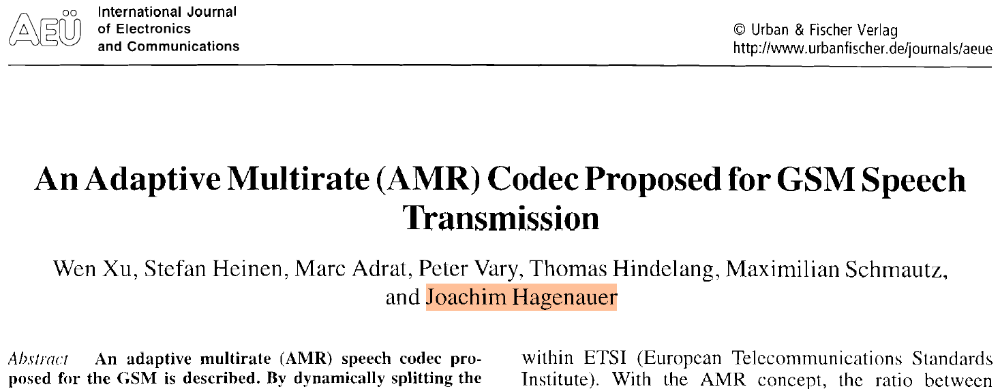 AEÜ
International Journal
of Electronics
and Communications
© Urban & Fischer Verlag
http://www.urbanfischer.de/journals/aeue
An Adaptive Multirate (AMR) Codec Proposed for GSM Speech
Transmission
Wen Xu, Stefan Heinen, Marc Adrat, Peter Vary, Thomas Hindelang, Maximilian Schmautz,
and Joachim Hagenauer
Abstract An adaptive multirate (AMR) speech codec pro-
posed for the GSM is described. By dynamically splitting the
within ETSI (European Telecommunications Standards
Institute). With the AMR concept, the ratio between